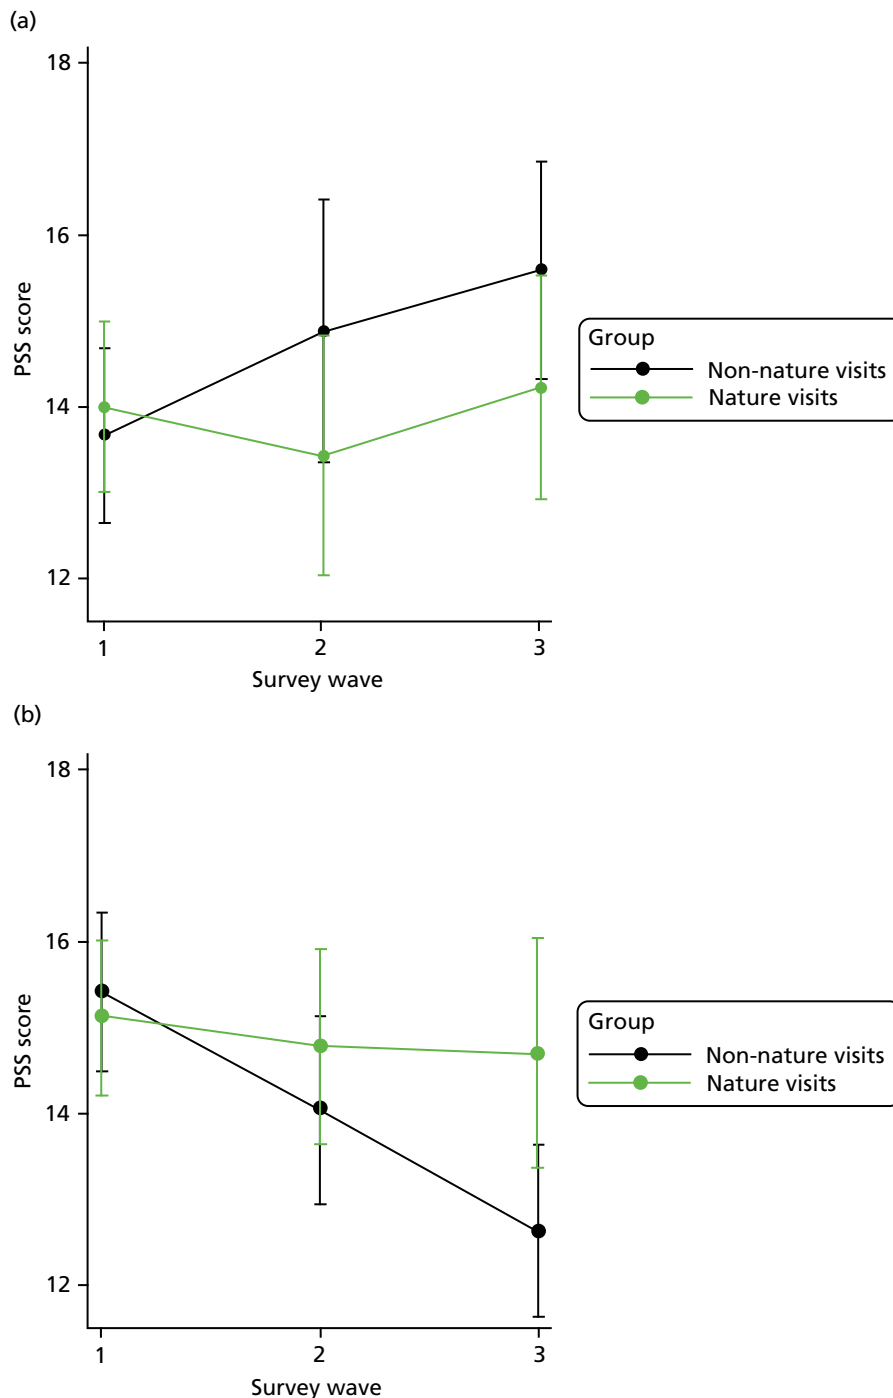 (a)
18
16
14
12
PSS score
1
2
3
Survey wave
Group
Non-nature visits
Nature visits
(b)
18
16
14
12
PSS score
1
2
3
Survey wave
Group
Non-nature visits
Nature visits